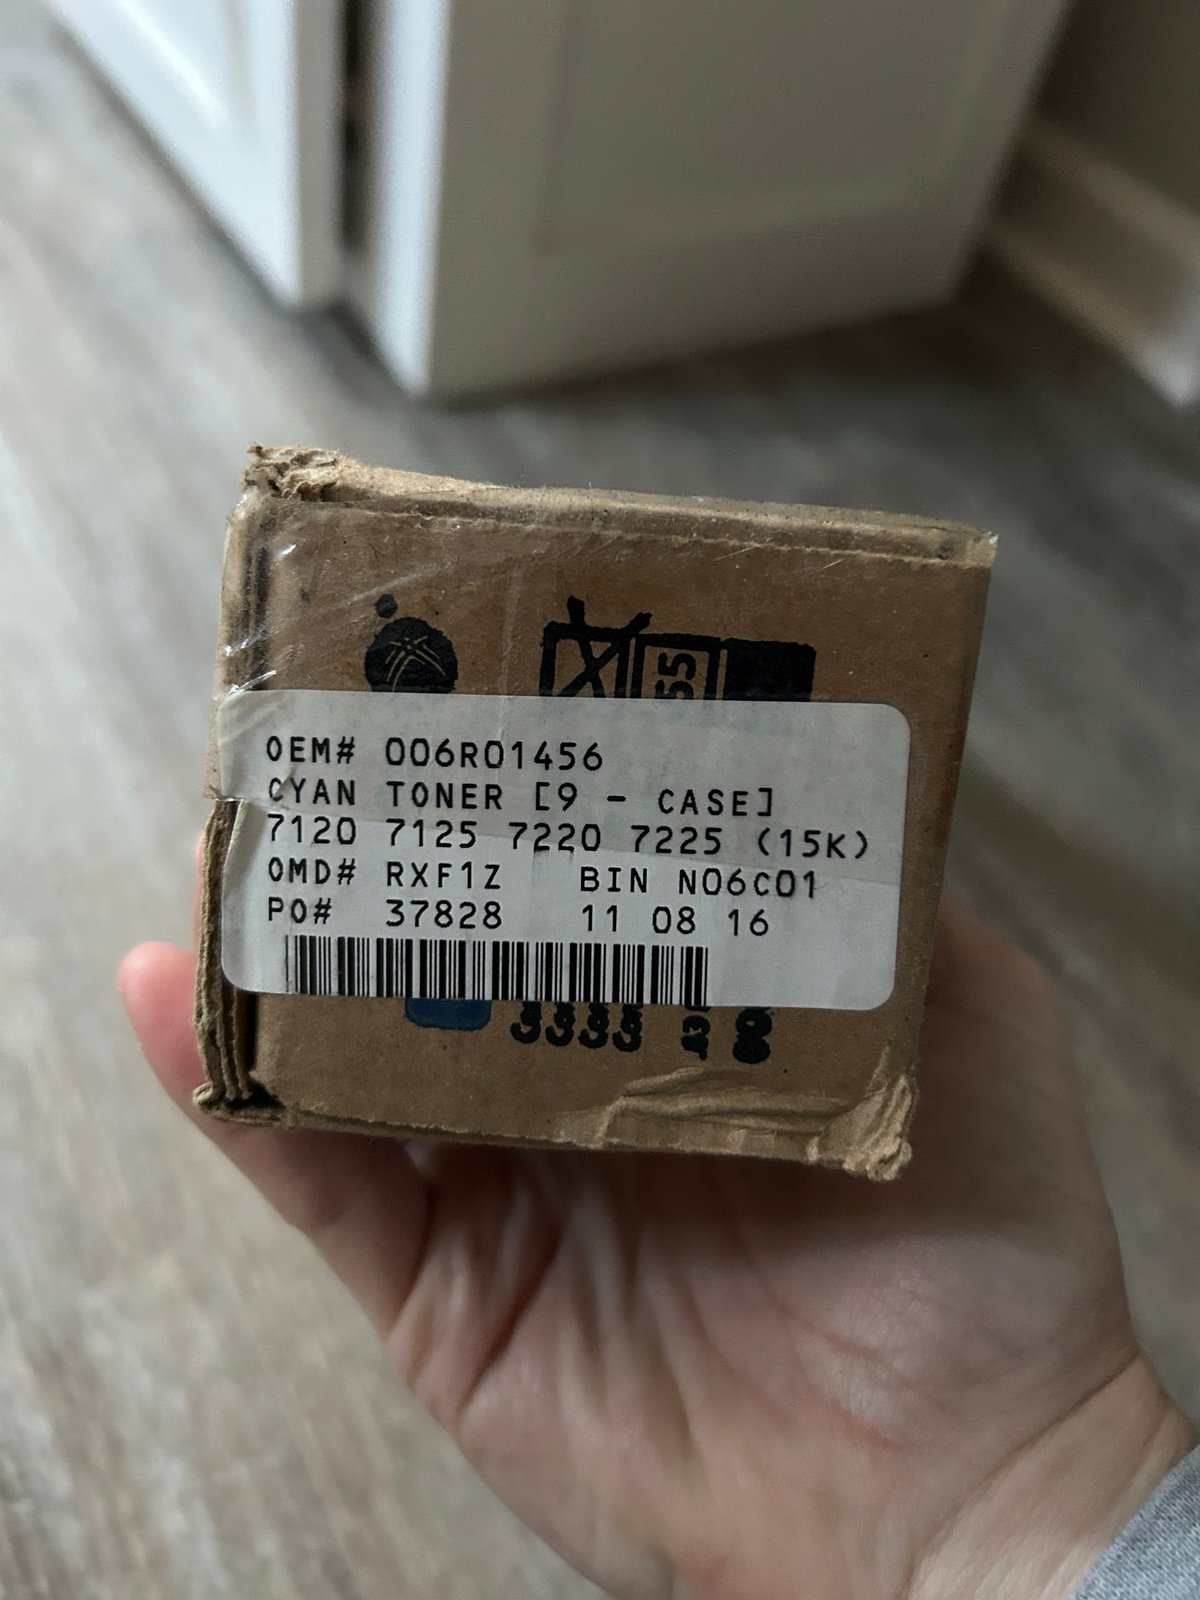 55
OEM# 006R01456
CYAN TONER [9 - CASE]
7120 7125 7220 7225 (15K)
OMD# RXF1Z BIN N06C01
PO# 37828 11 08 16